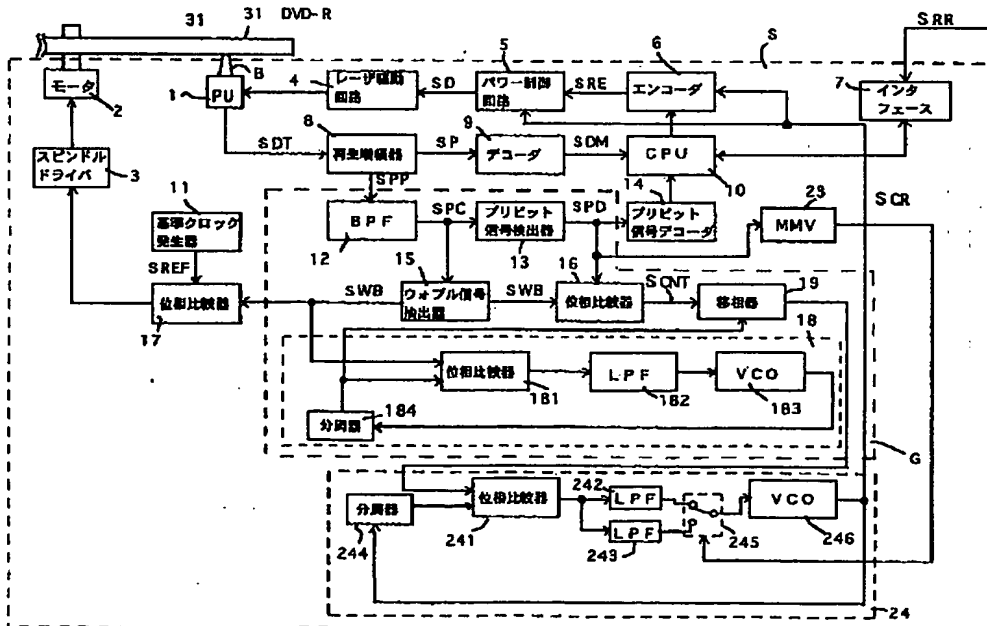 31
31 DVD-R
SRR
S
モータ
2
B
1
PU
4
レーザ駆動
回路
SD
5
パワー制御
回路
SRE
6
エンコーダ
7
インタ
フェース
スピンドル
ドライバ
3
SDT
8
再生増幅器
SP
9
デコーダ
SDM
CPU
10
SPP
11
基準クロック
発生器
BPF
12
SPC
プリピット
信号検出器
13
SPD
14
プリピット
信号デコーダ
23
MMV
SCR
SREF
位相比較器
17
SWB
15
ウォブル信号
検出器
SWB
16
位相比較器
SCNT
移相器
19
18
位相比較器
181
LPF
182
VCO
183
184
分周器
G
分周器
244
位相比較器
241
242
LPF
LPF
243
245
VCO
246
24